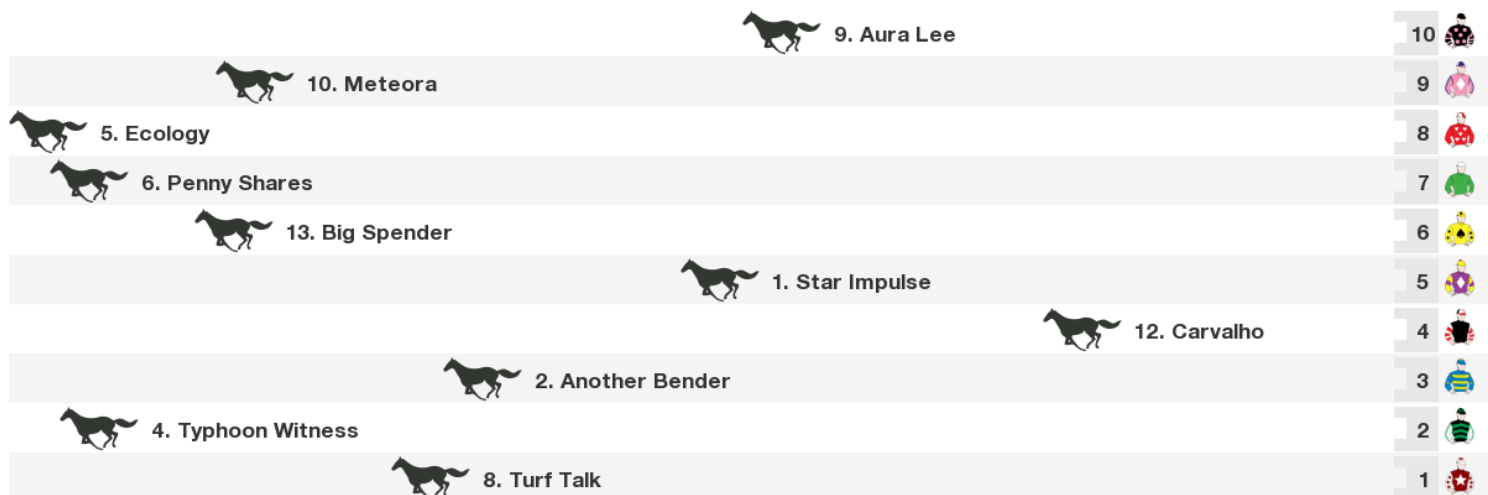 9. Aura Lee 10
10. Meteora 9
5. Ecology 8
6. Penny Shares 7
13. Big Spender 6
1. Star Impulse 5
12. Carvalho 4
2. Another Bender 3
4. Typhoon Witness 2
8. Turf Talk 1